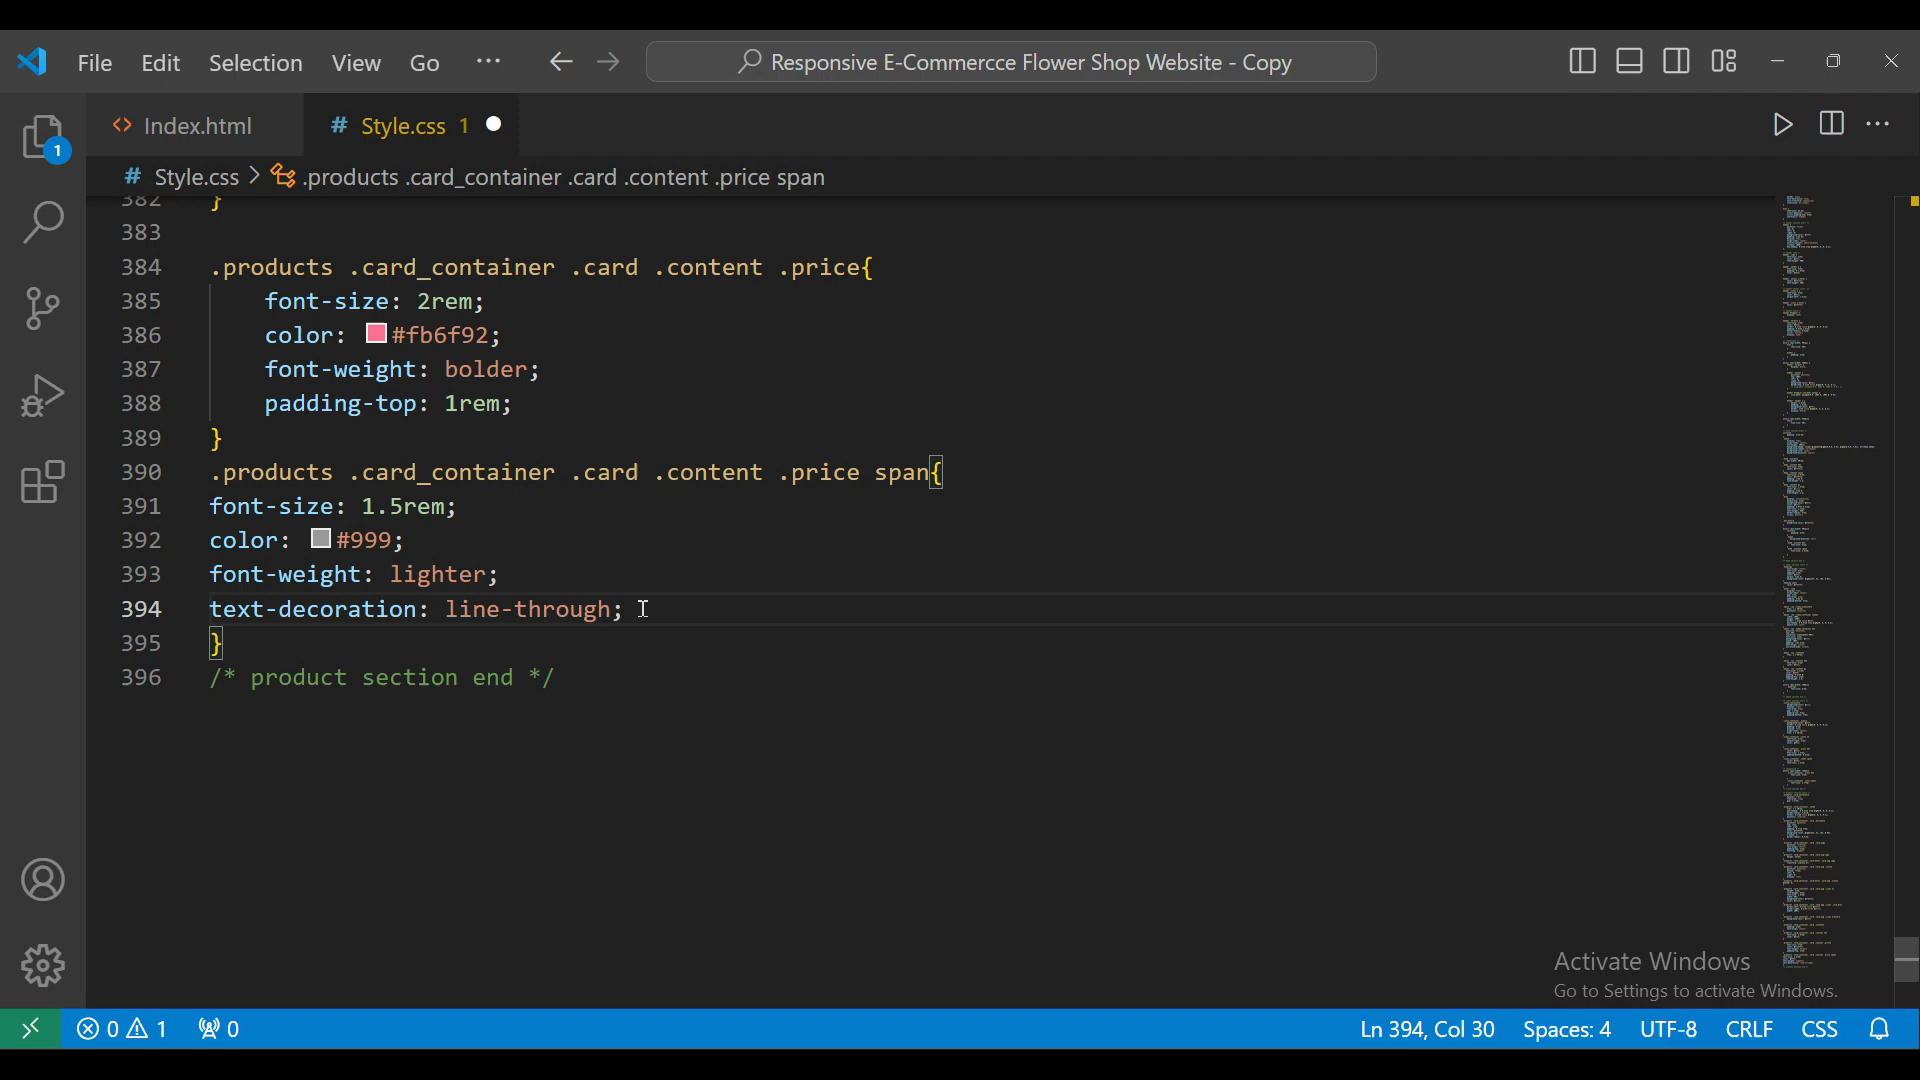 File Edit Selection View Go ··· Responsive E-Commercce Flower Shop Website - Copy
1
<> Index.html # Style.css 1
# Style.css > .products .card_container .card .content .price span
382 }
383
384 .products .card_container .card .content .price{
385 font-size: 2rem;
386 color: #fb6f92;
387 font-weight: bolder;
388 padding-top: 1rem;
389 }
390 .products .card_container .card .content .price span{
391 font-size: 1.5rem;
392 color: #999;
393 font-weight: lighter;
394 text-decoration: line-through;
395 }
396 /* product section end */
Activate Windows
Go to Settings to activate Windows.
0 1 0 Ln 394, Col 30 Spaces: 4 UTF-8 CRLF CSS